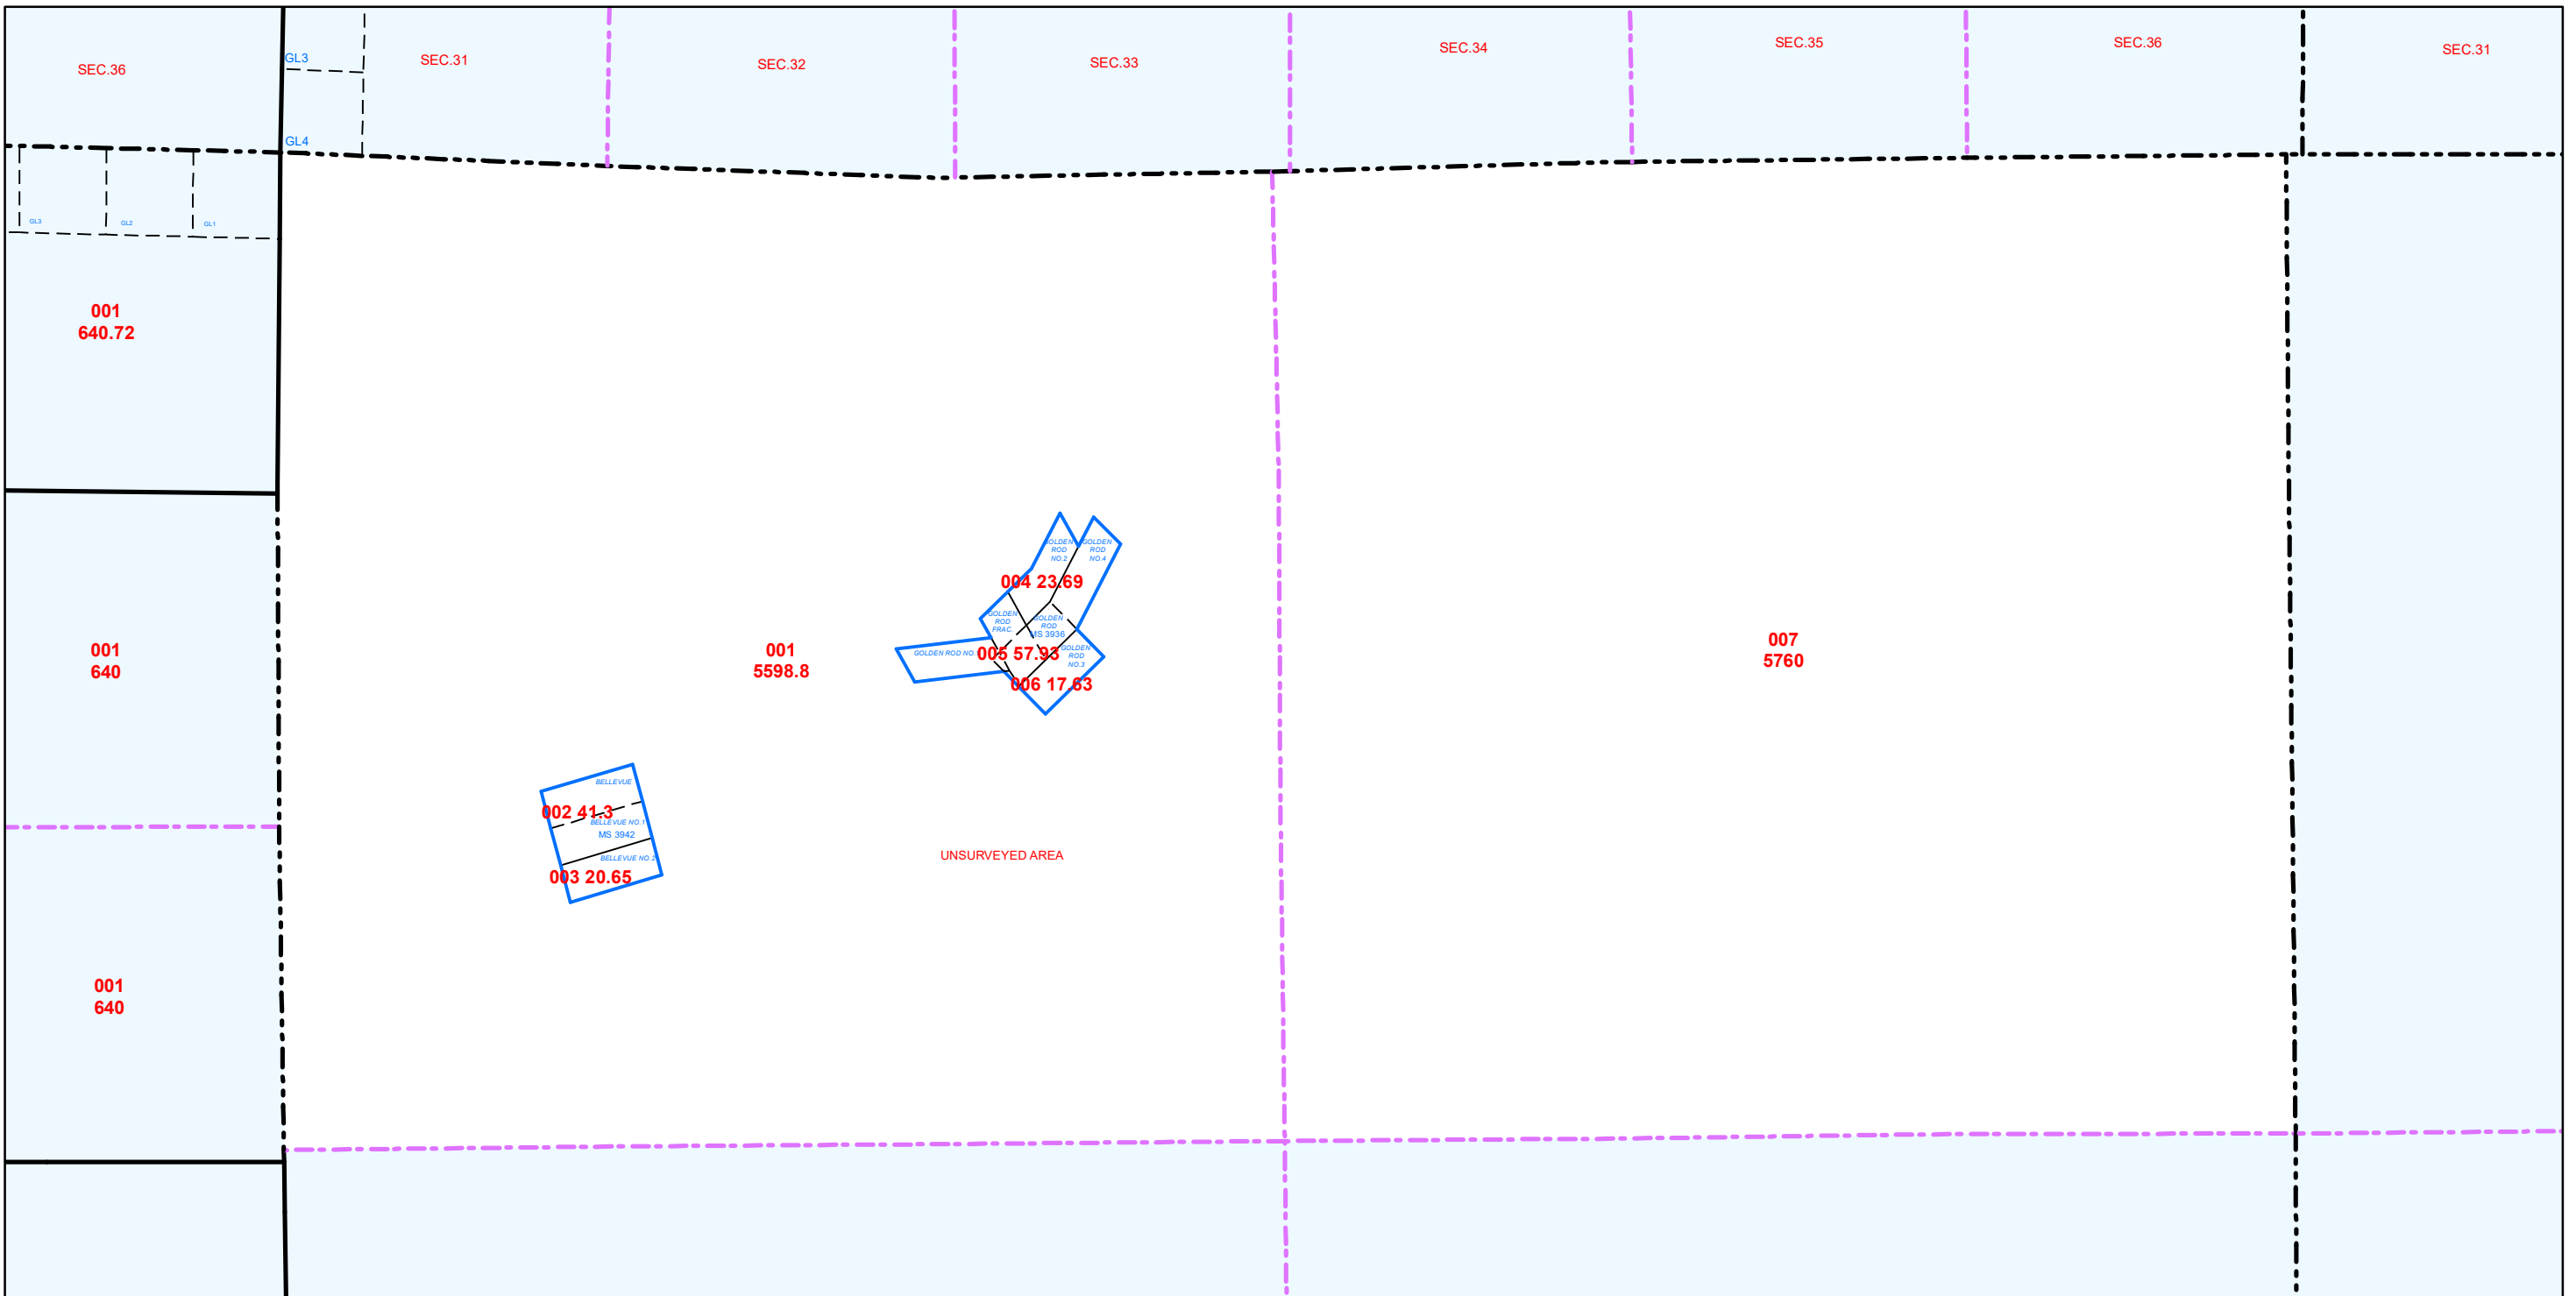 SEC.36
GL3
SEC.31
SEC.32
SEC.33
SEC.34
SEC.35
SEC.36
SEC.31
GL4
GL3
GL2
GL1
001
640.72
001
640
001
5598.8
GOLDEN
ROD
NO.2
GOLDEN
ROD
NO.4
004 23.69
GOLDEN
ROD
FRAC.
GOLDEN
ROD
MS 3936
GOLDEN ROD NO.
005 57.93
GOLDEN
ROD
NO.3
006 17.63
007
5760
BELLEVUE
002 41.3
BELLEVUE NO.1
MS 3942
BELLEVUE NO.2
003 20.65
UNSURVEYED AREA
001
640